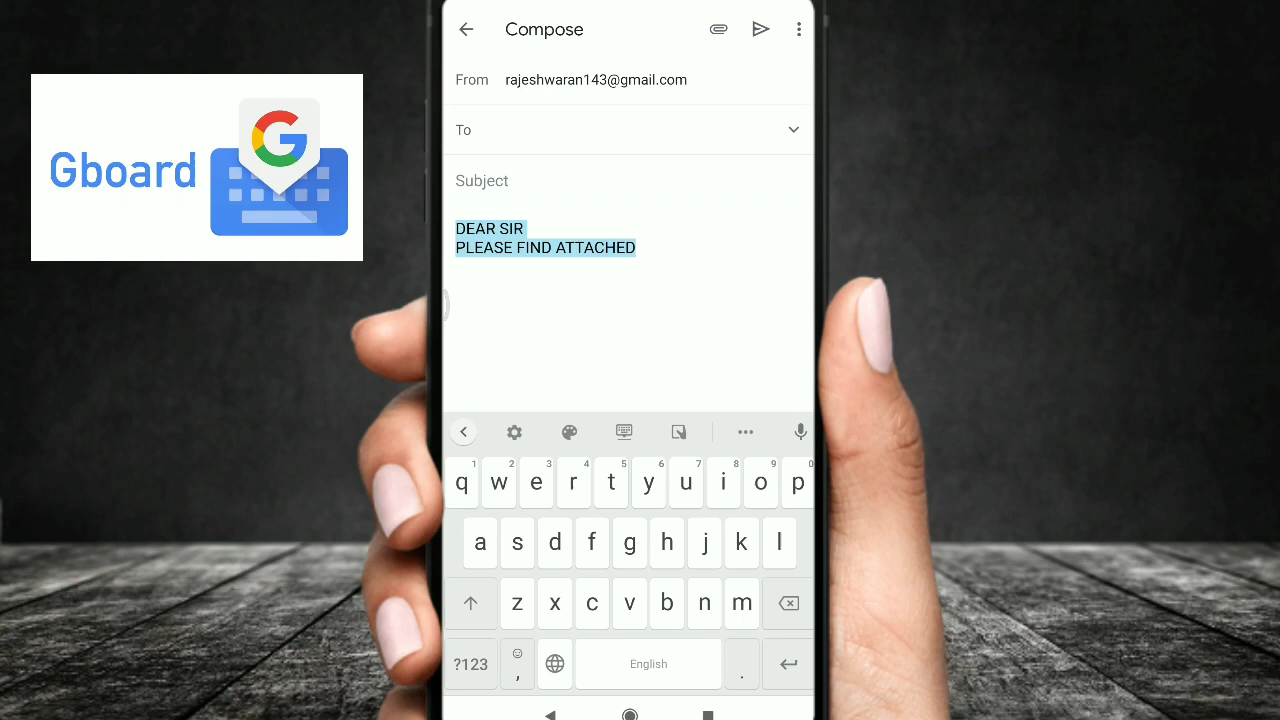 Gboard
G
Compose
From rajeshwaran143@gmail.com
To
Subject
DEAR SIR
PLEASE FIND ATTACHED
1 2 3 4 5 6 7 8 9 0
q w e r t y u i o p
a s d f g h j k l
z x c v b n m
?123 , English .